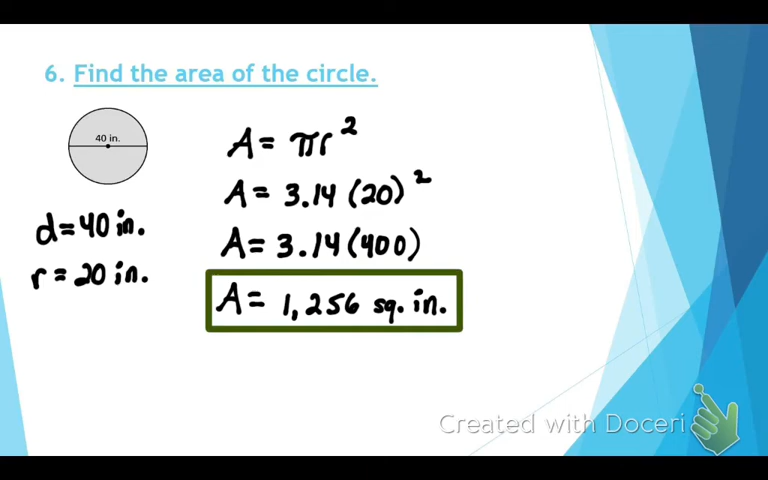 6. Find the area of the circle.
40 in.
d = 40 in.
r = 20 in.
A = πr²
A = 3.14 (20)²
A = 3.14 (400)
A = 1,256 sq. in.
Created with Doceri